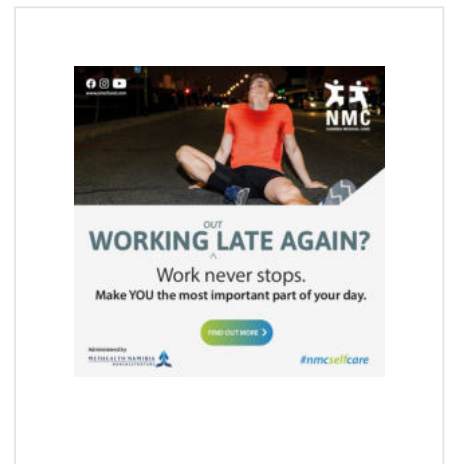 www.nmcfund.com
NMC
NAMIBIA MEDICAL CARE
OUT
WORKING ^ LATE AGAIN?
Work never stops.
Make YOU the most important part of your day.
FIND OUT MORE
Administered by
METHEALTH NAMIBIA
ADMINISTRATORS
#nmcselfcare